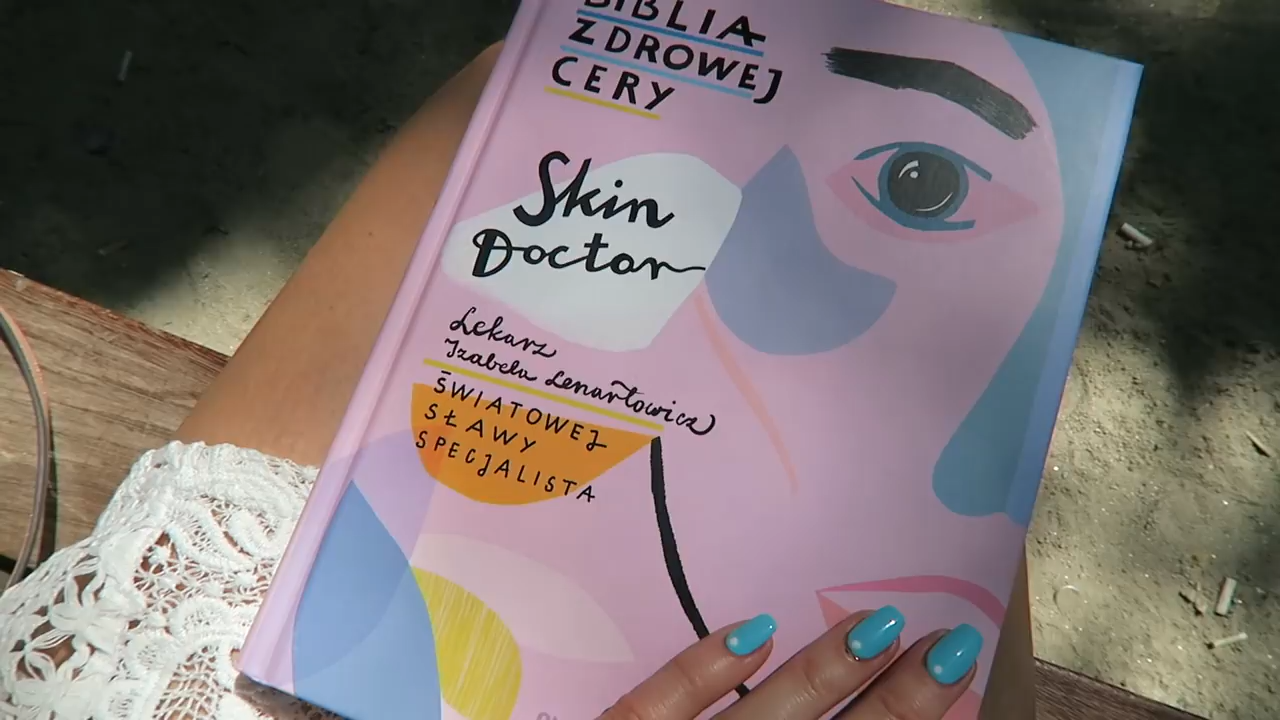 BIBLIA
ZDROWEJ
CERY
Skin
Doctor
Lekarz
Izabela Lenartowicz
ŚWIATOWEJ
SŁAWY
SPECJALISTA